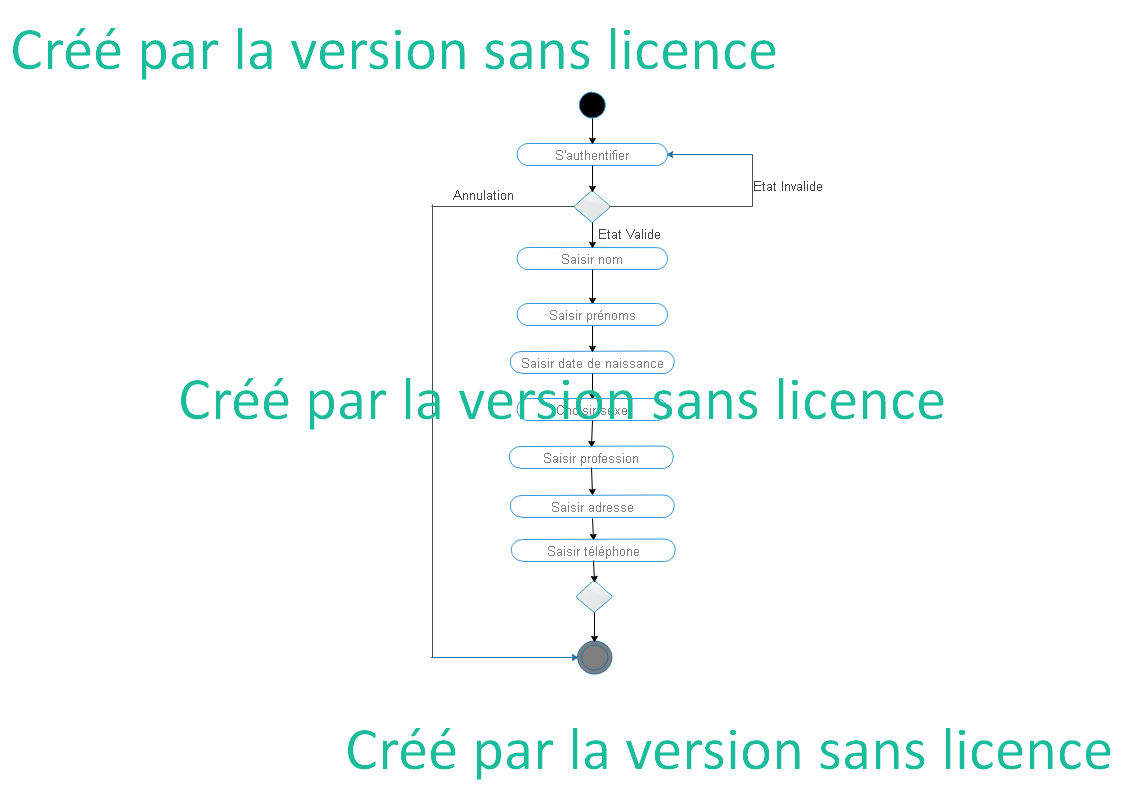 Créé par la version sans licence
S'authentifier
Annulation
Etat Invalide
Etat Valide
Saisir nom
Saisir prénoms
Saisir date de naissance
Créé par la version sans licence
Choisir sexe
Saisir profession
Saisir adresse
Saisir téléphone
Créé par la version sans licence